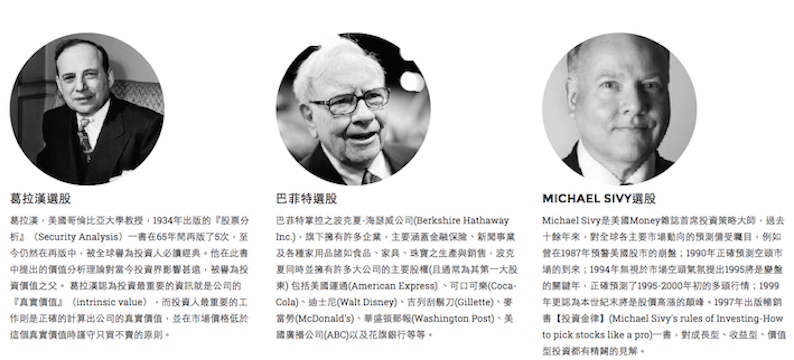 葛拉漢選股
葛拉漢，美國哥倫比亞大學教授，1934年出版的『股票分
析』（Security Analysis）一書在65年間再版了5次，至
今仍然在再版中，被全球譽為投資人必讀經典。他在此書
中提出的價值分析理論對當今投資界影響甚遠，被譽為投
資價值之父。 葛拉漢認為投資最重要的資訊就是公司的
『真實價值』（intrinsic value），而投資人最重要的工
作則是正確的計算出公司的真實價值，並在市場價格低於
這個真實價值時謹守只買不賣的原則。
巴菲特選股
巴菲特掌控之波克夏-海瑟威公司(Berkshire Hathaway
Inc.)，旗下擁有許多企業，主要涵蓋金融保險、新聞事業
及各種家用品諸如食品、家具、珠寶之生產與銷售，波克
夏同時並擁有許多大公司的主要股權(且通常為其第一大股
東) 包括美國運通(American Express) 、可口可樂(Coca-
Cola)、迪士尼(Walt Disney)、吉列刮鬍刀(Gillette)、麥
當勞(McDonald's)、華盛頓郵報(Washington Post)、美
國廣播公司(ABC)以及花旗銀行等等。
MICHAEL SIVY選股
Michael Sivy是美國Money雜誌首席投資策略大師，過去
十餘年來，對全球各主要市場動向的預測備受矚目，例如
曾在1987年預警美國股市的崩盤；1990年正確預測空頭市
場的到來；1994年無視於市場空頭氣氛提出1995將是變盤
的關鍵年，正確預測了1995-2000年初的多頭行情；1999
年更認為本世紀末將是股價高漲的顛峰。1997年出版暢銷
書【投資金律】(Michael Sivy's rules of Investing-How
to pick stocks like a pro)一書，對成長型、收益型、價值
型投資都有精闢的見解。